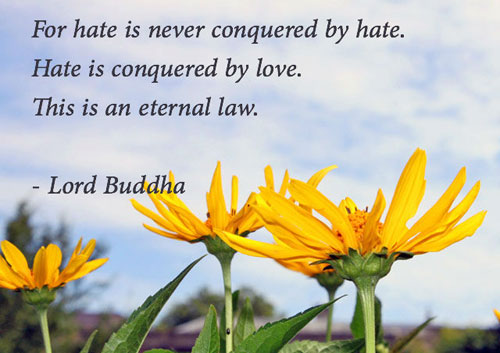 For hate is never conquered by hate.
Hate is conquered by love.
This is an eternal law.
- Lord Buddha